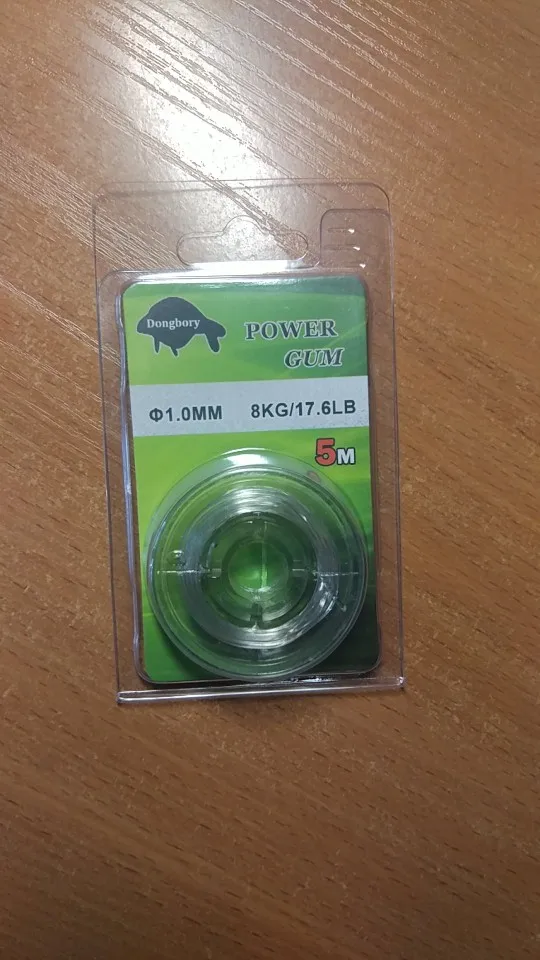 Dongbory
POWER
GUM
Φ1.0MM 8KG/17.6LB
5M